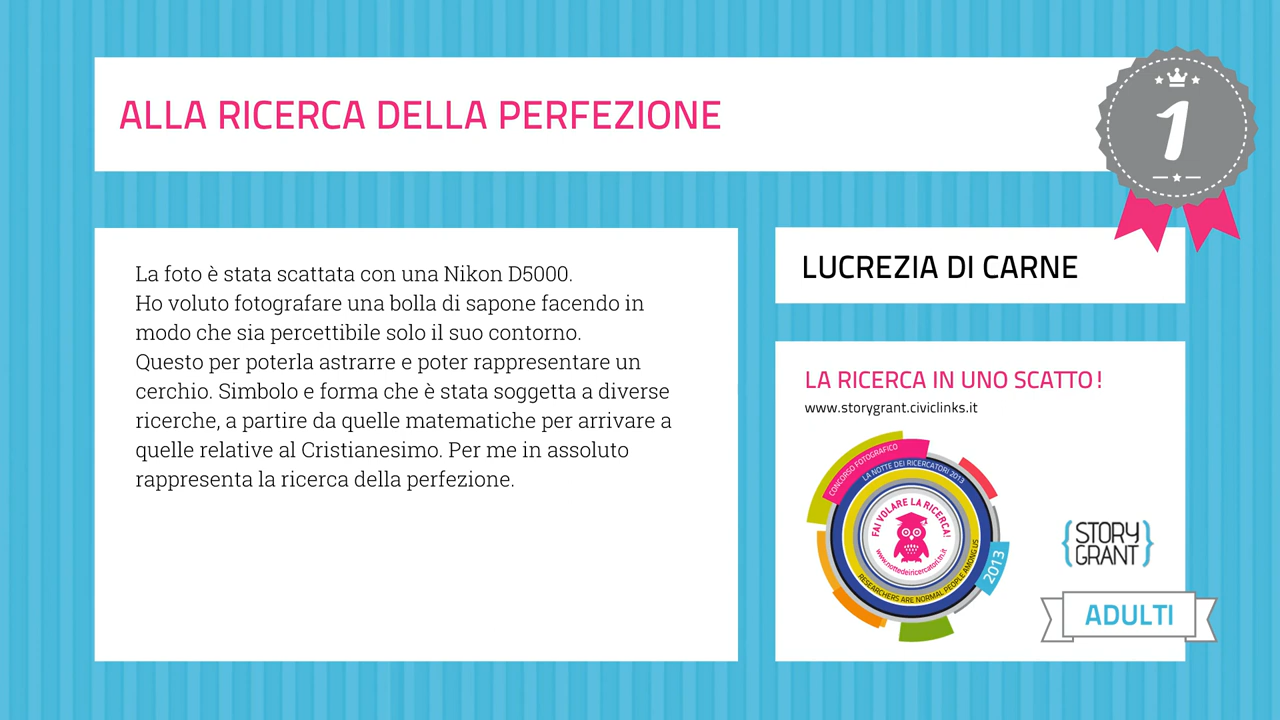 ALLA RICERCA DELLA PERFEZIONE
1
La foto è stata scattata con una Nikon D5000.
Ho voluto fotografare una bolla di sapone facendo in
modo che sia percettibile solo il suo contorno.
Questo per poterla astrarre e poter rappresentare un
cerchio. Simbolo e forma che è stata soggetta a diverse
ricerche, a partire da quelle matematiche per arrivare a
quelle relative al Cristianesimo. Per me in assoluto
rappresenta la ricerca della perfezione.
LUCREZIA DI CARNE
LA RICERCA IN UNO SCATTO!
www.storygrant.civiclinks.it
CONCORSO FOTOGRAFICO
LA NOTTE DEI RICERCATORI 2013
FAI VOLARE LA RICERCA!
www.nottedeiricercatori.tn.it
RESEARCHERS ARE NORMAL PEOPLE AMONG US
2013
{STORY
GRANT}
ADULTI